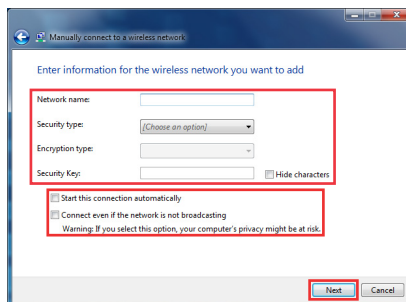 Manually connect to a wireless network
Enter information for the wireless network you want to add
Network name:
Security type:
[Choose an option]
Encryption type:
Security Key:
Hide characters
Start this connection automatically
Connect even if the network is not broadcasting
Warning: If you select this option, your computer's privacy might be at risk.
Next
Cancel